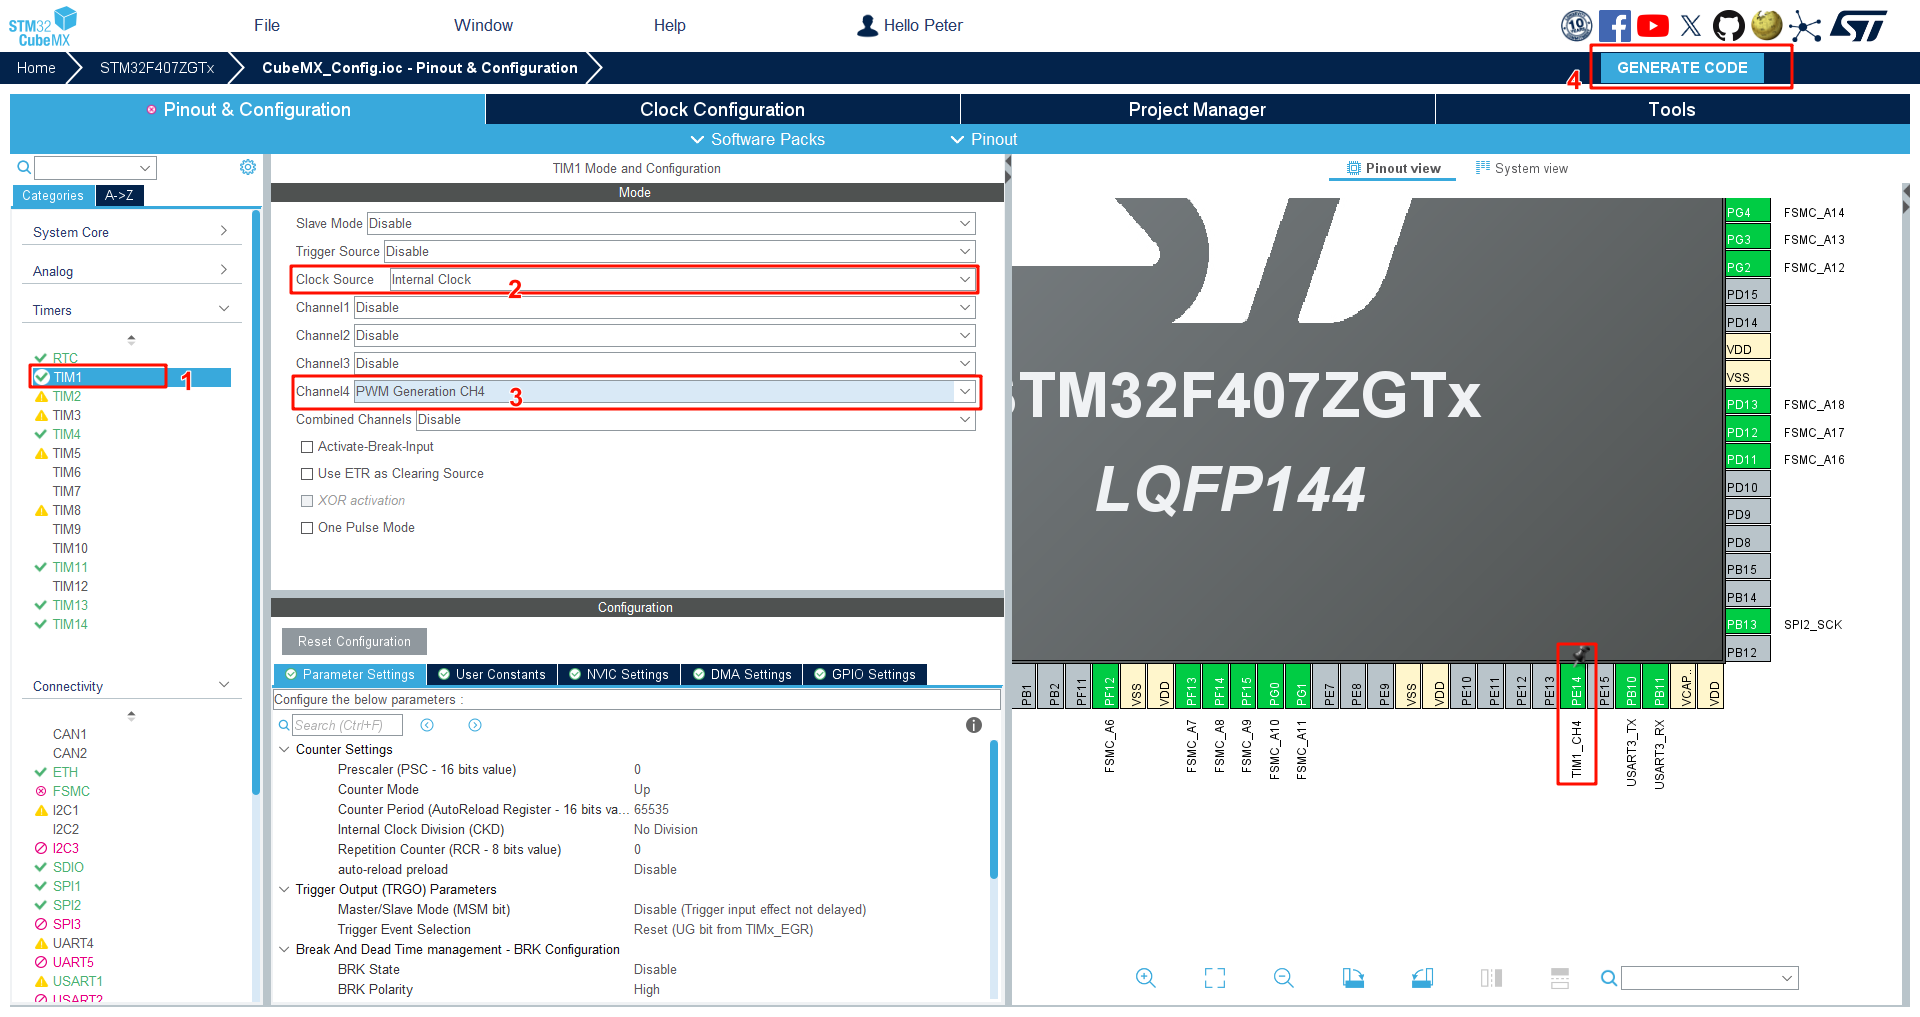 STM32
CubeMX
File
Window
Help
Hello Peter
10
Home
STM32F407ZGTx
CubeMX_Config.ioc - Pinout & Configuration
4
GENERATE CODE
Pinout & Configuration
Clock Configuration
Project Manager
Tools
Software Packs
Pinout
Categories
A->Z
System Core
Analog
Timers
RTC
TIM1
1
TIM2
TIM3
TIM4
TIM5
TIM6
TIM7
TIM8
TIM9
TIM10
TIM11
TIM12
TIM13
TIM14
Connectivity
CAN1
CAN2
ETH
FSMC
I2C1
I2C2
I2C3
SDIO
SPI1
SPI2
SPI3
UART4
UART5
USART1
USART2
TIM1 Mode and Configuration
Mode
Slave Mode Disable
Trigger Source Disable
Clock Source Internal Clock
2
Channel1 Disable
Channel2 Disable
Channel3 Disable
Channel4 PWM Generation CH4
3
Combined Channels Disable
Activate-Break-Input
Use ETR as Clearing Source
XOR activation
One Pulse Mode
Configuration
Reset Configuration
Parameter Settings
User Constants
NVIC Settings
DMA Settings
GPIO Settings
Configure the below parameters :
Search (Ctrl+F)
Counter Settings
Prescaler (PSC - 16 bits value) 0
Counter Mode Up
Counter Period (AutoReload Register - 16 bits va... 65535
Internal Clock Division (CKD) No Division
Repetition Counter (RCR - 8 bits value) 0
auto-reload preload Disable
Trigger Output (TRGO) Parameters
Master/Slave Mode (MSM bit) Disable (Trigger input effect not delayed)
Trigger Event Selection Reset (UG bit from TIMx_EGR)
Break And Dead Time management - BRK Configuration
BRK State Disable
BRK Polarity High
Pinout view
System view
STM32F407ZGTx
LQFP144
PG4 FSMC_A14
PG3 FSMC_A13
PG2 FSMC_A12
PD15
PD14
VDD
VSS
PD13 FSMC_A18
PD12 FSMC_A17
PD11 FSMC_A16
PD10
PD9
PD8
PB15
PB14
PB13 SPI2_SCK
PB12
PB1
PB2
PF11
PF12
VSS
VDD
PF13
PF14
PF15
PG0
PG1
PE7
PE8
PE9
VSS
VDD
PE10
PE11
PE12
PE13
PE14
PE15
PB10
PB11
VCAP..
VDD
FSMC_A6
FSMC_A7
FSMC_A8
FSMC_A9
FSMC_A10
FSMC_A11
TIM1_CH4
USART3_TX
USART3_RX